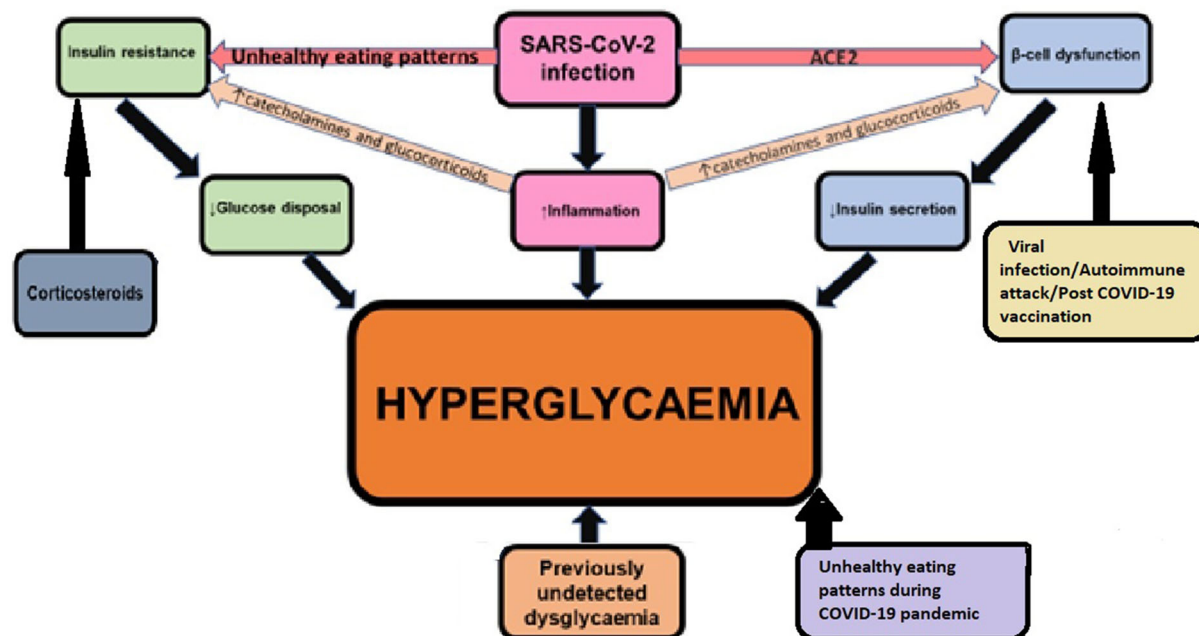 Insulin resistance
Unhealthy eating patterns
SARS-CoV-2
infection
ACE2
β-cell dysfunction
↑catecholamines and glucocorticoids
↑catecholamines and glucocorticoids
↓Glucose disposal
↑Inflammation
↓Insulin secretion
Corticosteroids
Viral
infection/Autoimmune
attack/Post COVID-19
vaccination
HYPERGLYCAEMIA
Previously
undetected
dysglycaemia
Unhealthy eating
patterns during
COVID-19 pandemic